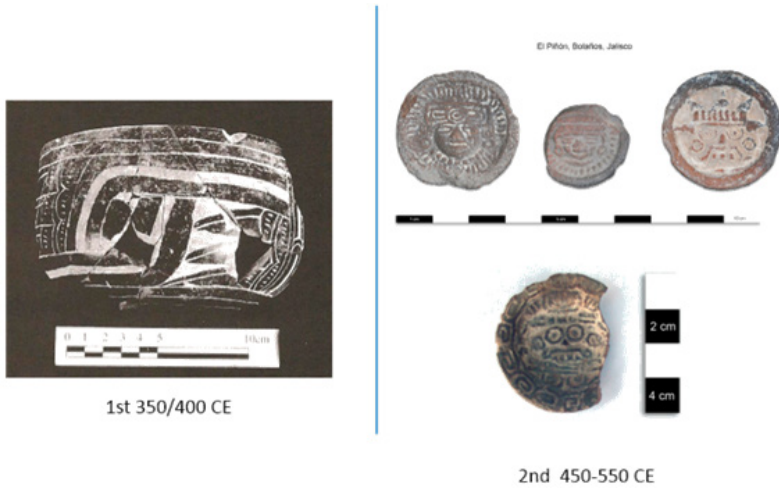 El Piñón, Bolaños, Jalisco
0 1 2 3 4 5 10cm
1st 350/400 CE
2 cm
4 cm
2nd 450-550 CE